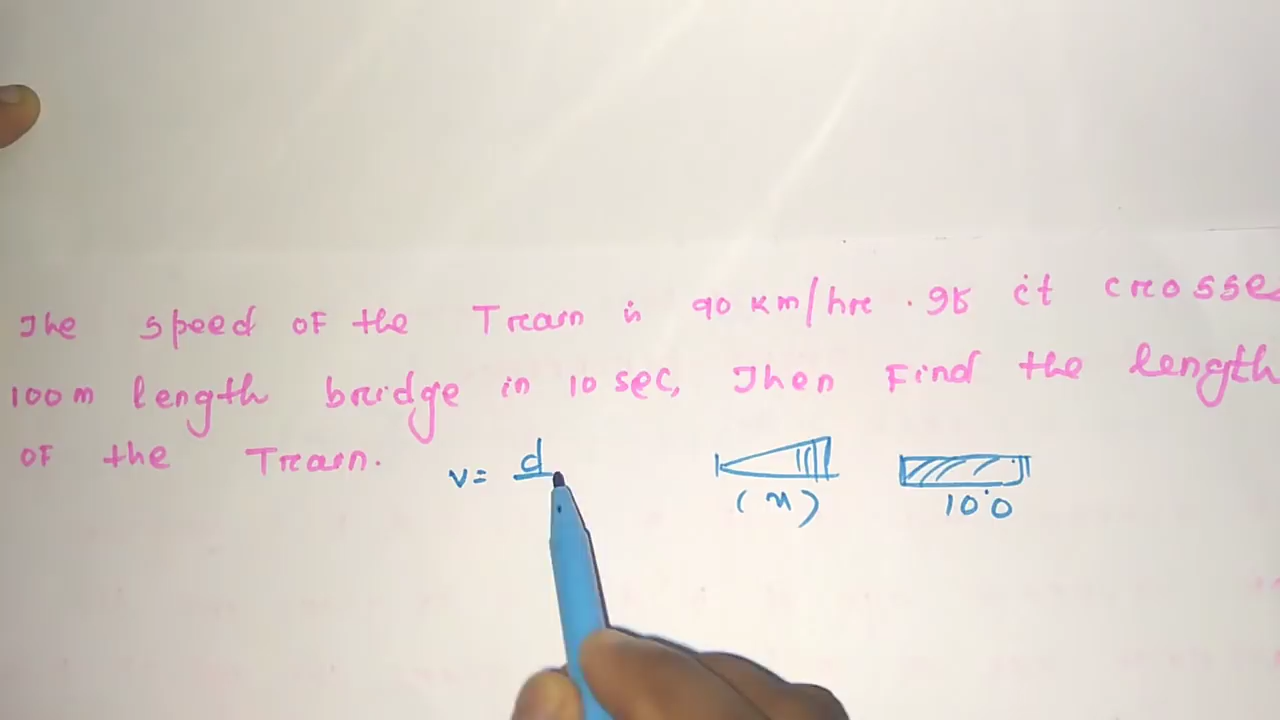 The speed of the Train is 90 km/hr. If it crosse
100m length bridge in 10 sec, Then Find the length
of the Train.
v = d
(x) 100